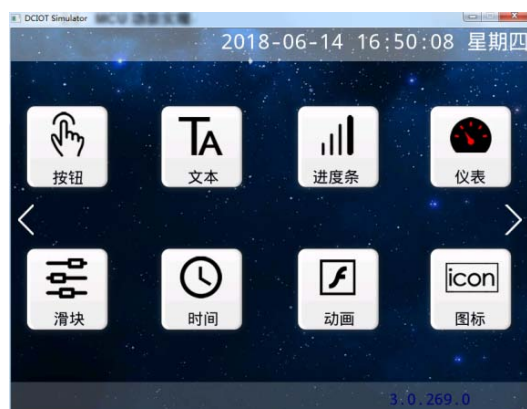 DCIOT Simulator
2018-06-14 16:50:08 星期四
按钮 文本 进度条 仪表
滑块 时间 动画 icon 图标
3.0.269.0